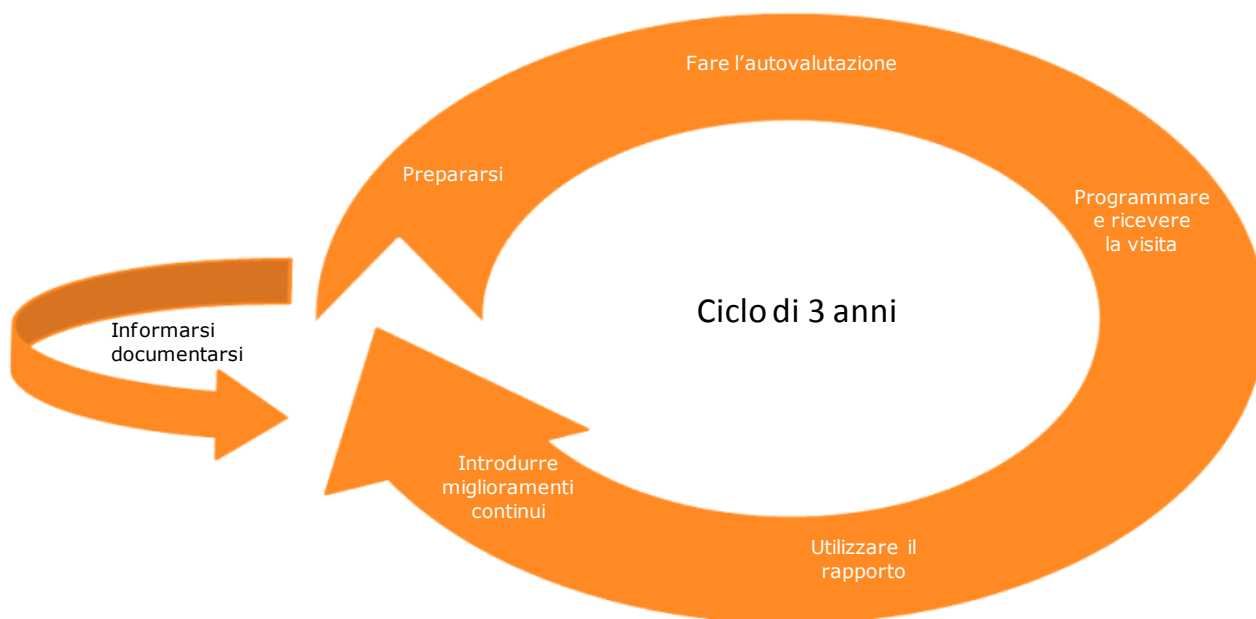 Fare l'autovalutazione
Prepararsi
Programmare
e ricevere
la visita
Ciclo di 3 anni
Informarsi
documentarsi
Introdurre
miglioramenti
continui
Utilizzare il
rapporto